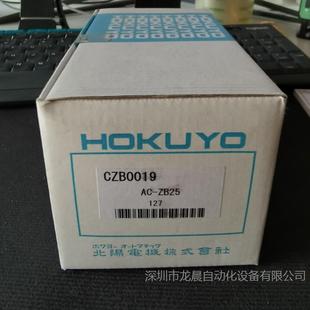 HOKUYO
CZB0019
AC-ZB25
127
ホクヨーオートマチック
北陽電機株式会社
深圳市龙晨自动化设备有限公司